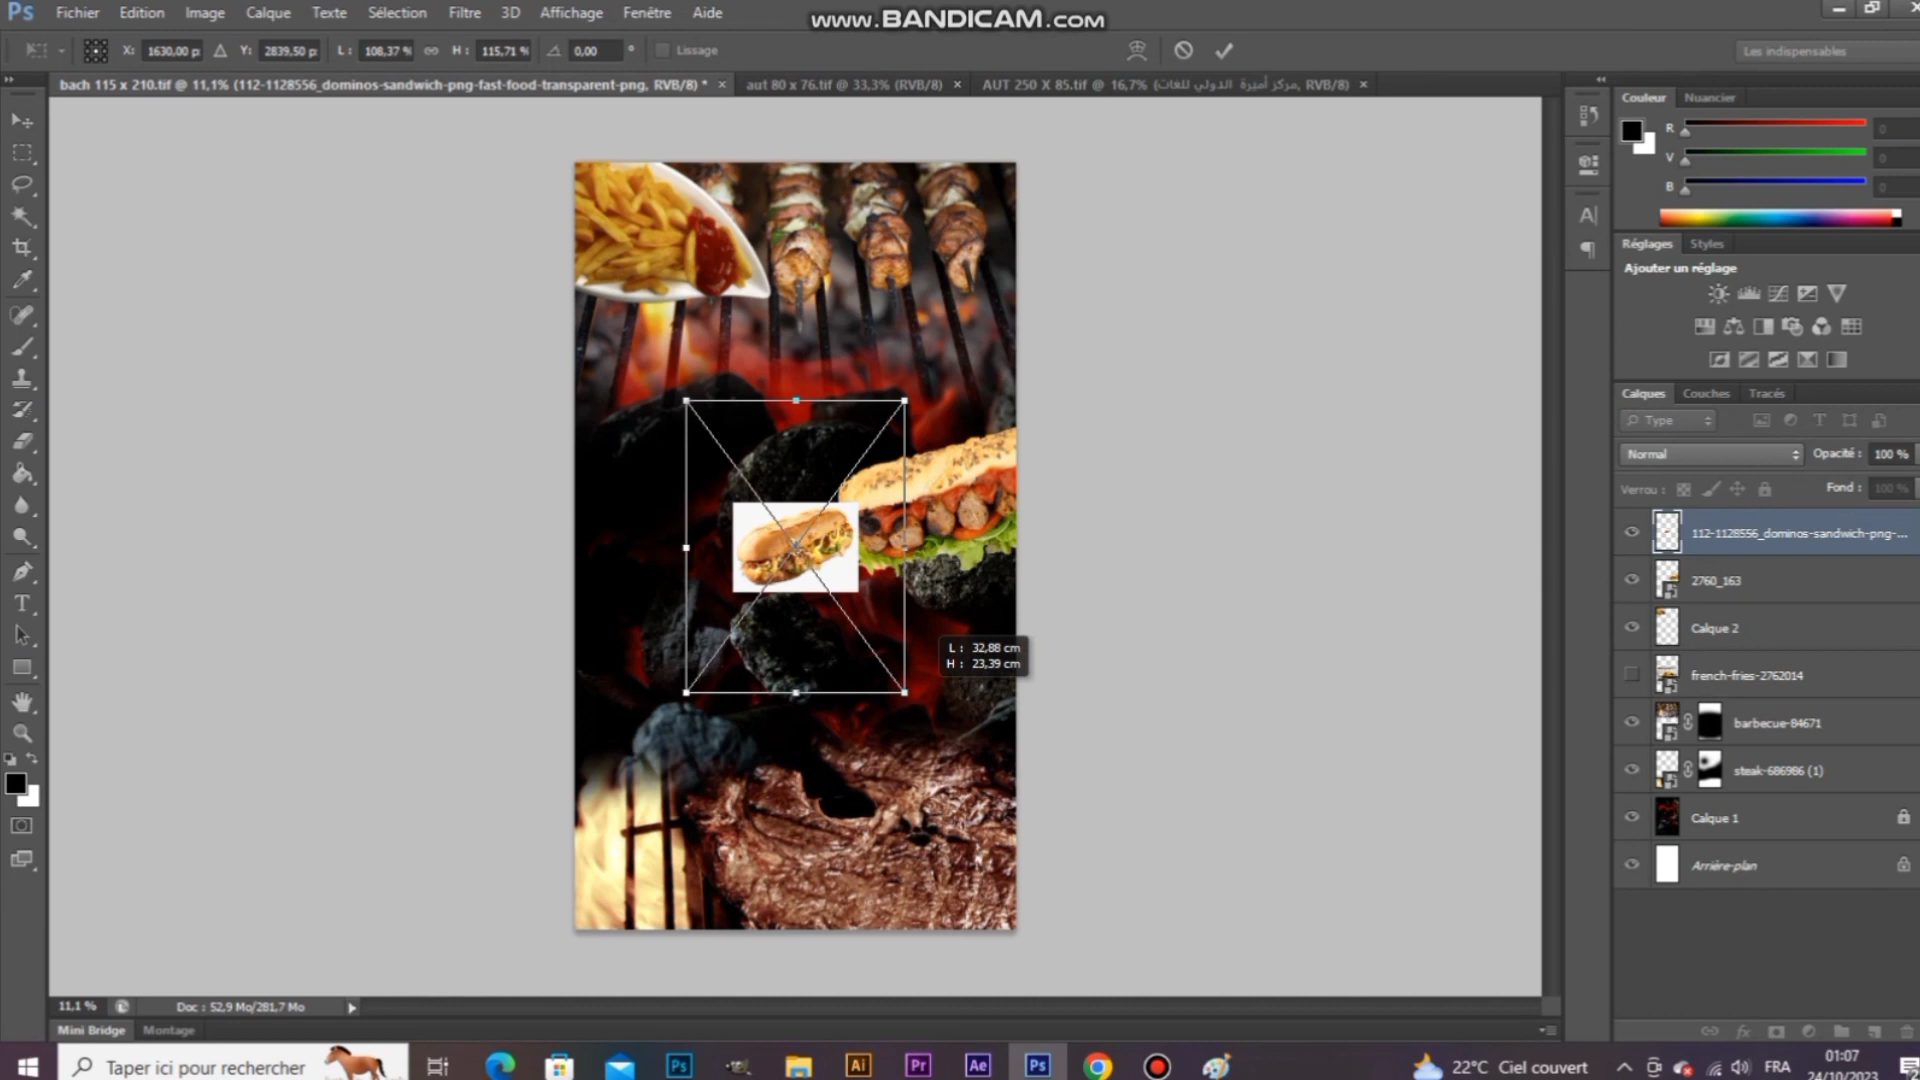 www.BANDICAM.com
Ps Fichier Edition Image Calque Texte Sélection Filtre 3D Affichage Fenêtre Aide
X: 1630,00 p Y: 2839,50 p L: 108,37 % H: 115,71 % 0,00 ° Lissage Les indispensables
bach 115 x 210.tif @ 11,1% (112-1128556_dominos-sandwich-png-fast-food-transparent-png, RVB/8) * × aut 80 x 76.tif @ 33,3% (RVB/8) × AUT 250 X 85.tif @ 16,7% (مركز أميرة الدولي للغات, RVB/8) ×
Couleur Nuancier
R 0
V 0
B 0
Réglages Styles
Ajouter un réglage
Calques Couches Tracés
Type
Normal Opacité : 100 %
Verrou : Fond : 100 %
112-1128556_dominos-sandwich-png-...
2760_163
Calque 2
L : 32,88 cm
H : 23,39 cm
french-fries-2762014
barbecue-84671
steak-686986 (1)
Calque 1
Arrière-plan
11,1 % Doc : 52,9 Mo/281,7 Mo
Mini Bridge Montage
Taper ici pour rechercher Ps Ai Pr Ae Ps 22°C Ciel couvert FRA 01:07
24/10/2023